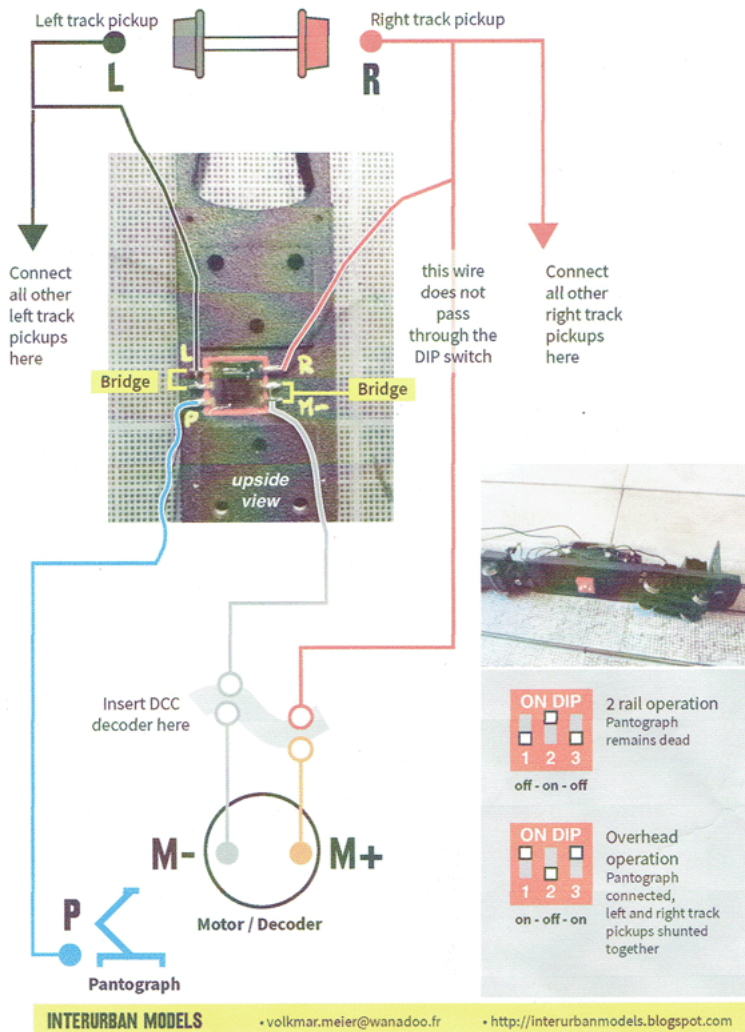 Left track pickup
Right track pickup
L
R
Connect
all other
left track
pickups
here
this wire
does not
pass
through the
DIP switch
Connect
all other
right track
pickups
here
L
R
Bridge
Bridge
P
M-
upside
view
Insert DCC
decoder here
M-
M+
Motor / Decoder
P
Pantograph
ON DIP
1 2 3
off - on - off
2 rail operation
Pantograph
remains dead
ON DIP
1 2 3
on - off - on
Overhead
operation
Pantograph
connected,
left and right track
pickups shunted
together
INTERURBAN MODELS
• volkmar.meier@wanadoo.fr
• http://interurbanmodels.blogspot.com